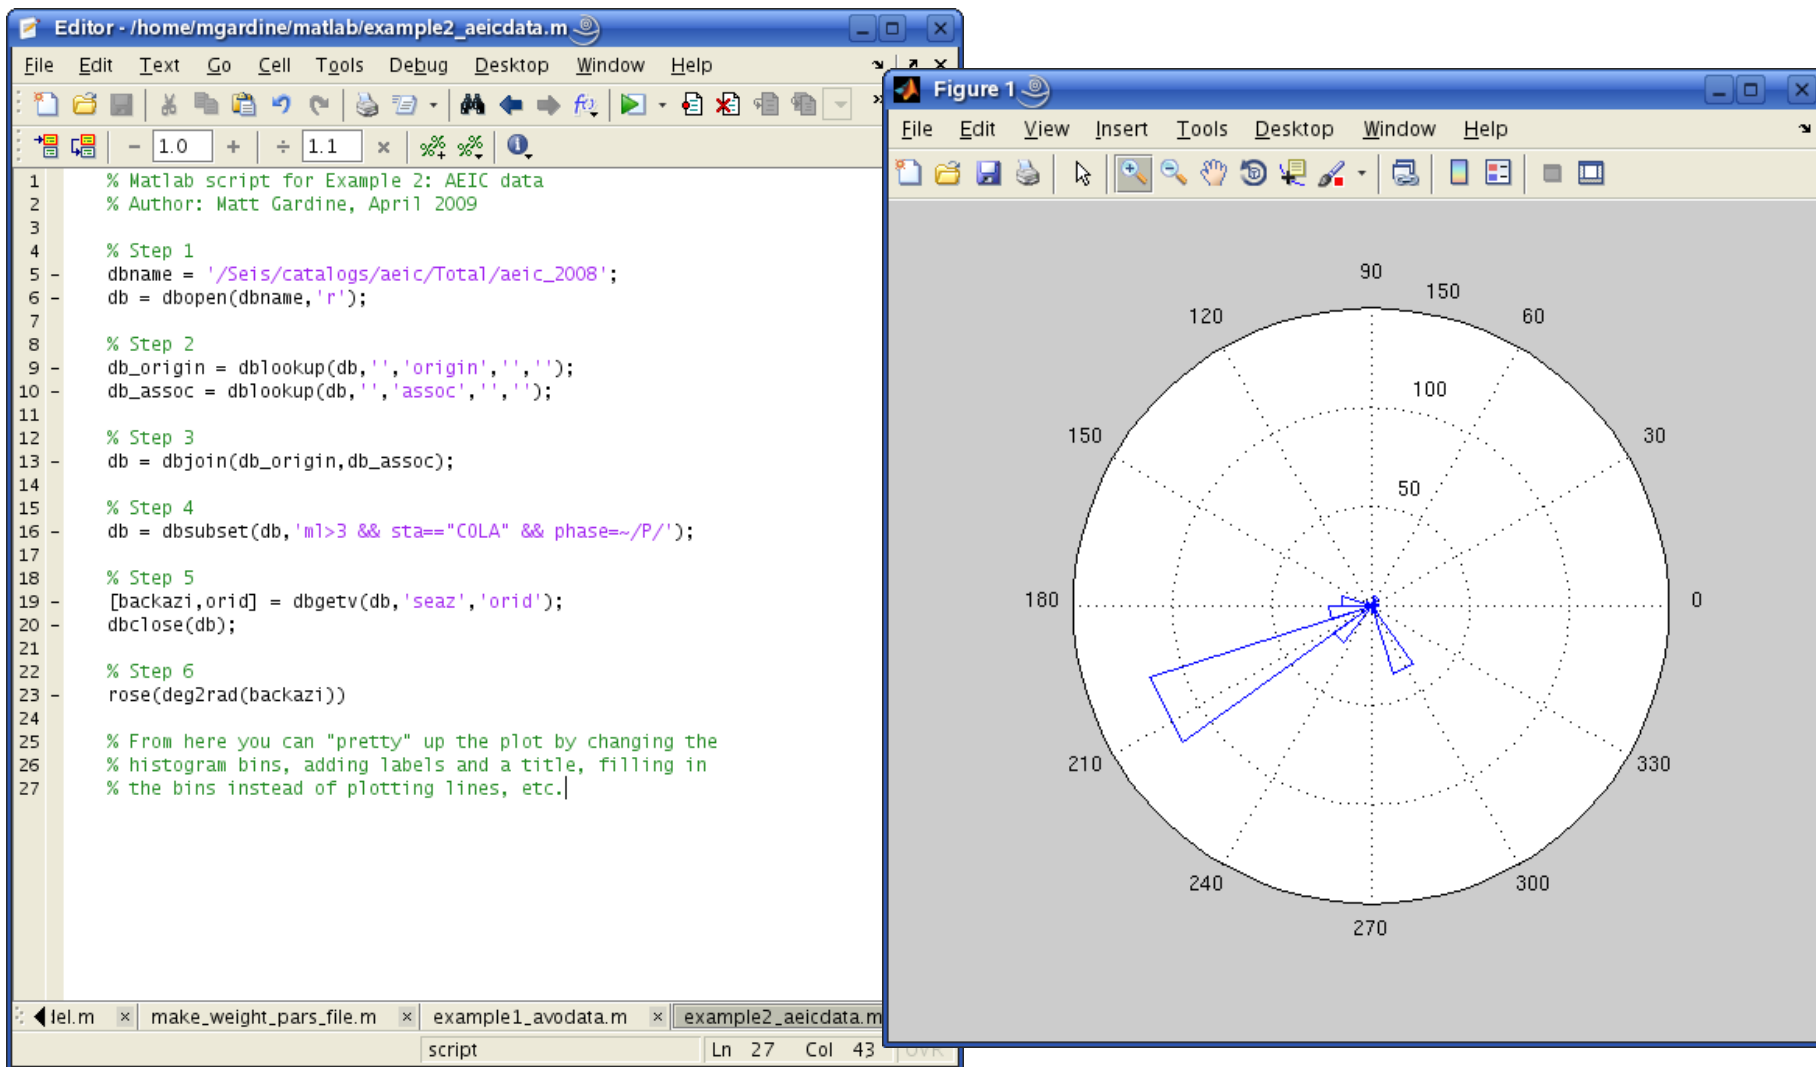 Editor - /home/mgardine/matlab/example2_aeicdata.m
File Edit Text Go Cell Tools Debug Desktop Window Help
1.0
1.1
1 % Matlab script for Example 2: AEIC data
2 % Author: Matt Gardine, April 2009
3
4 % Step 1
5 - dbname = '/Seis/catalogs/aeic/Total/aeic_2008';
6 - db = dbopen(dbname,'r');
7
8 % Step 2
9 - db_origin = dblookup(db,'','origin','','');
10 - db_assoc = dblookup(db,'','assoc','','');
11
12 % Step 3
13 - db = dbjoin(db_origin,db_assoc);
14
15 % Step 4
16 - db = dbsubset(db,'ml>3 && sta=="COLA" && phase=~/P/');
17
18 % Step 5
19 - [backazi,orid] = dbgetv(db,'seaz','orid');
20 - dbclose(db);
21
22 % Step 6
23 - rose(deg2rad(backazi))
24
25 % From here you can "pretty" up the plot by changing the
26 % histogram bins, adding labels and a title, filling in
27 % the bins instead of plotting lines, etc.
del.m make_weight_pars_file.m example1_avodata.m example2_aeicdata.m
script Ln 27 Col 43 OVR
Figure 1
File Edit View Insert Tools Desktop Window Help
90
150
120 60
100
150 30
50
180 0
210 330
240 300
270